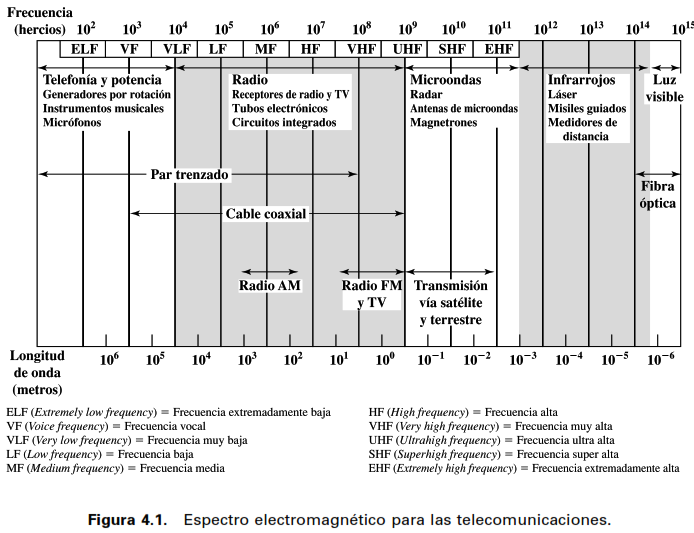 Frecuencia
(hercios) 10² 10³ 10⁴ 10⁵ 10⁶ 10⁷ 10⁸ 10⁹ 10¹⁰ 10¹¹ 10¹² 10¹³ 10¹⁴ 10¹⁵
ELF VF VLF LF MF HF VHF UHF SHF EHF
Telefonía y potencia
Generadores por rotación
Instrumentos musicales
Micrófonos
Radio
Receptores de radio y TV
Tubos electrónicos
Circuitos integrados
Microondas
Radar
Antenas de microondas
Magnetrones
Infrarrojos
Láser
Misiles guiados
Medidores de
distancia
Luz
visible
Par trenzado
Fibra
óptica
Cable coaxial
Radio AM
Radio FM
y TV
Transmisión
vía satélite
y terrestre
Longitud
de onda
(metros)
10⁶ 10⁵ 10⁴ 10³ 10² 10¹ 10⁰ 10⁻¹ 10⁻² 10⁻³ 10⁻⁴ 10⁻⁵ 10⁻⁶
ELF (Extremely low frequency) = Frecuencia extremadamente baja
VF (Voice frequency) = Frecuencia vocal
VLF (Very low frequency) = Frecuencia muy baja
LF (Low frequency) = Frecuencia baja
MF (Medium frequency) = Frecuencia media
HF (High frequency) = Frecuencia alta
VHF (Very high frequency) = Frecuencia muy alta
UHF (Ultrahigh frequency) = Frecuencia ultra alta
SHF (Superhigh frequency) = Frecuencia super alta
EHF (Extremely high frequency) = Frecuencia extremadamente alta
Figura 4.1. Espectro electromagnético para las telecomunicaciones.